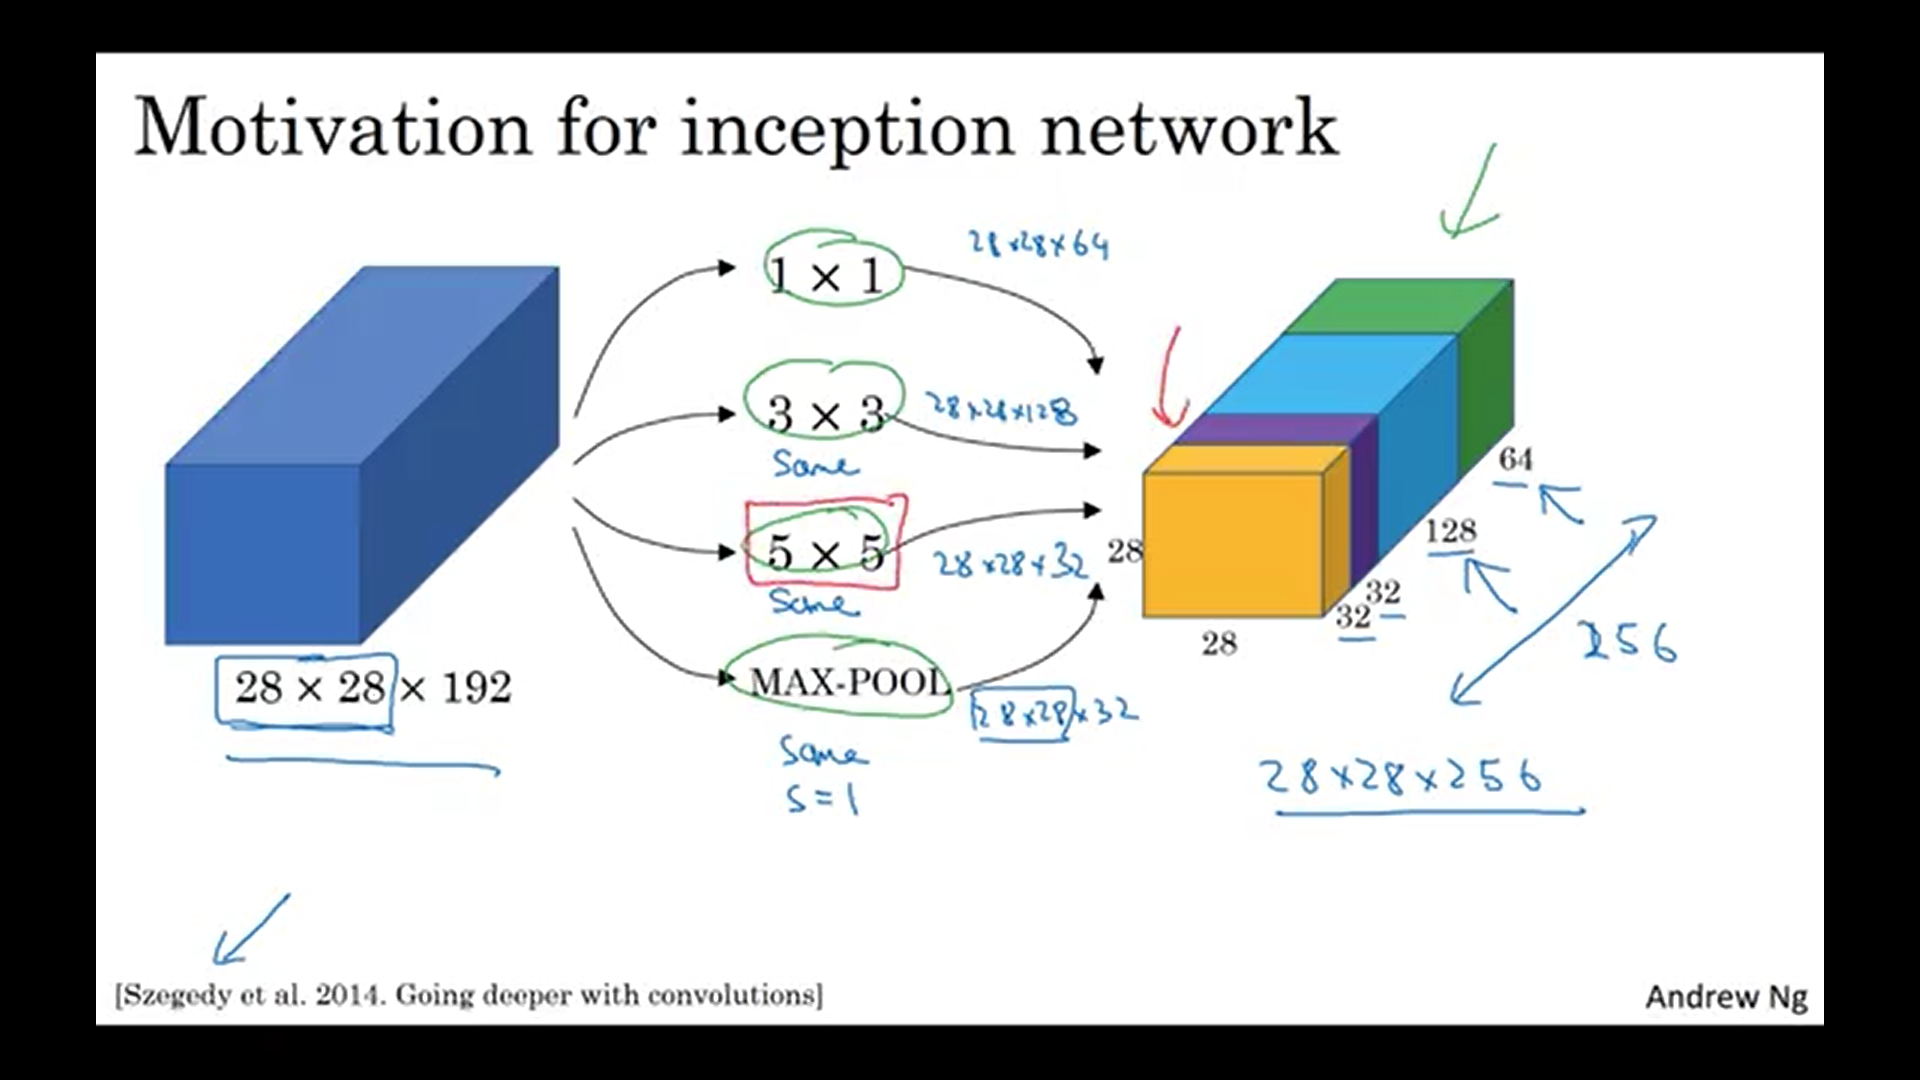 Motivation for inception network
1 × 1
28×28×64
3 × 3
28×28×128
Same
5 × 5
28×28×32
Same
MAX-POOL
28×28×32
Same
s=1
28 × 28 × 192
28
28
32
32
128
64
256
28×28×256
[Szegedy et al. 2014. Going deeper with convolutions]
Andrew Ng